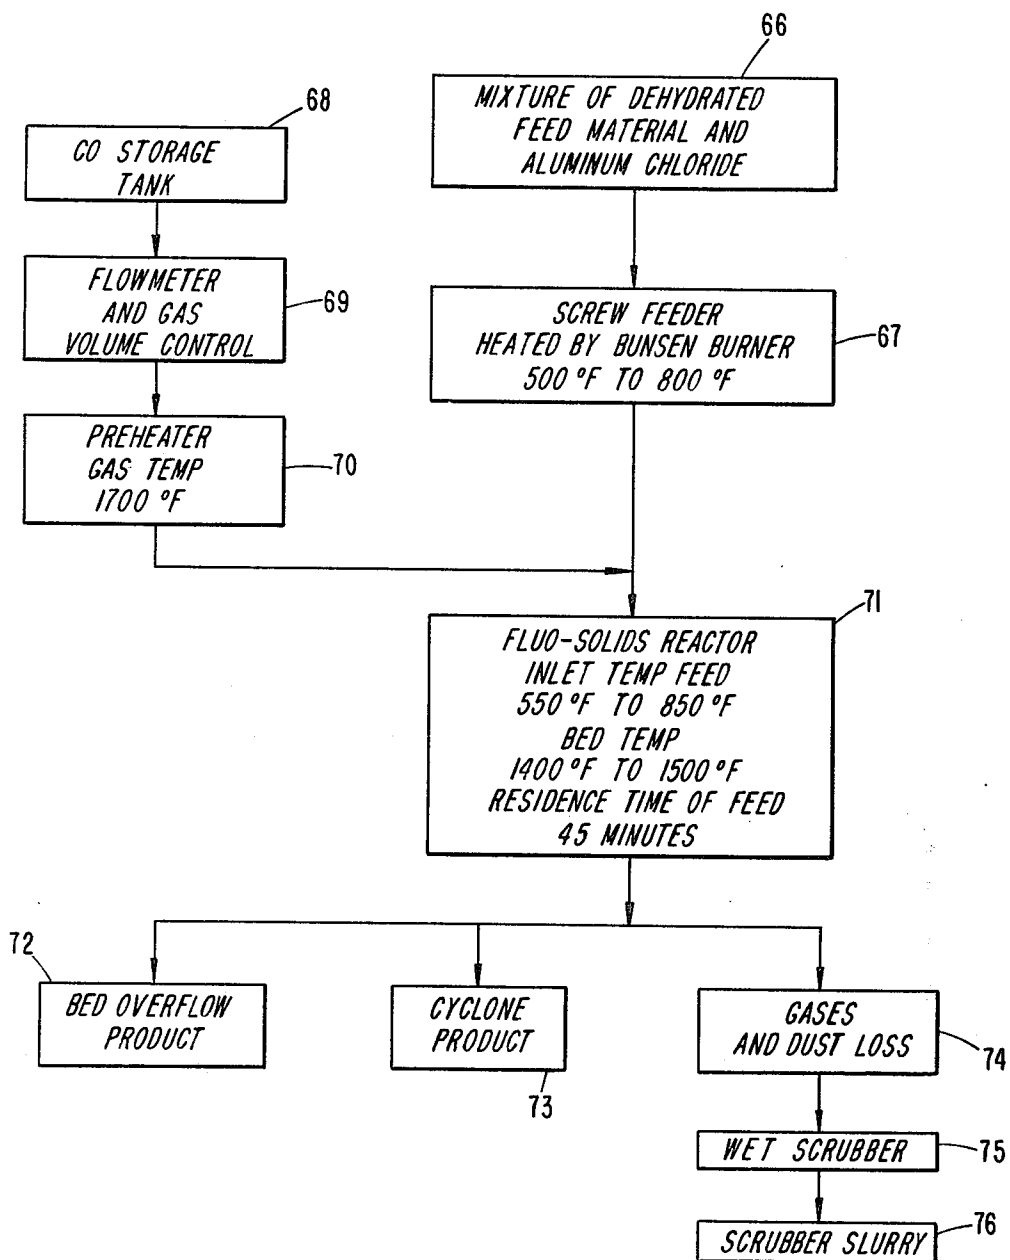 66
MIXTURE OF DEHYDRATED
FEED MATERIAL AND
ALUMINUM CHLORIDE
68
CO STORAGE
TANK
FLOWMETER
AND GAS
VOLUME CONTROL
69
SCREW FEEDER
HEATED BY BUNSEN BURNER
500 °F TO 800 °F
67
PREHEATER
GAS TEMP
1700 °F
70
71
FLUO-SOLIDS REACTOR
INLET TEMP FEED
550 °F TO 850 °F
BED TEMP
1400 °F TO 1500 °F
RESIDENCE TIME OF FEED
45 MINUTES
72
BED OVERFLOW
PRODUCT
CYCLONE
PRODUCT
73
GASES
AND DUST LOSS
74
WET SCRUBBER
75
SCRUBBER SLURRY
76